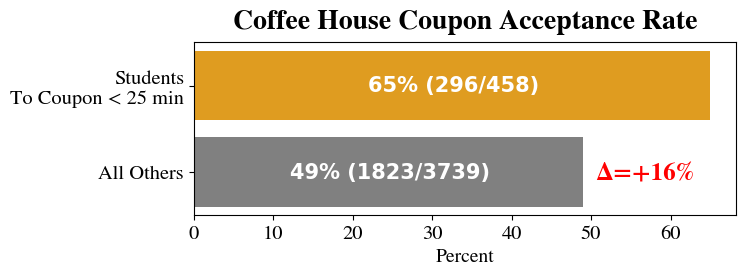 Coffee House Coupon Acceptance Rate
Students
To Coupon < 25 min
65% (296/458)
All Others
49% (1823/3739)
Δ=+16%
0 10 20 30 40 50 60
Percent